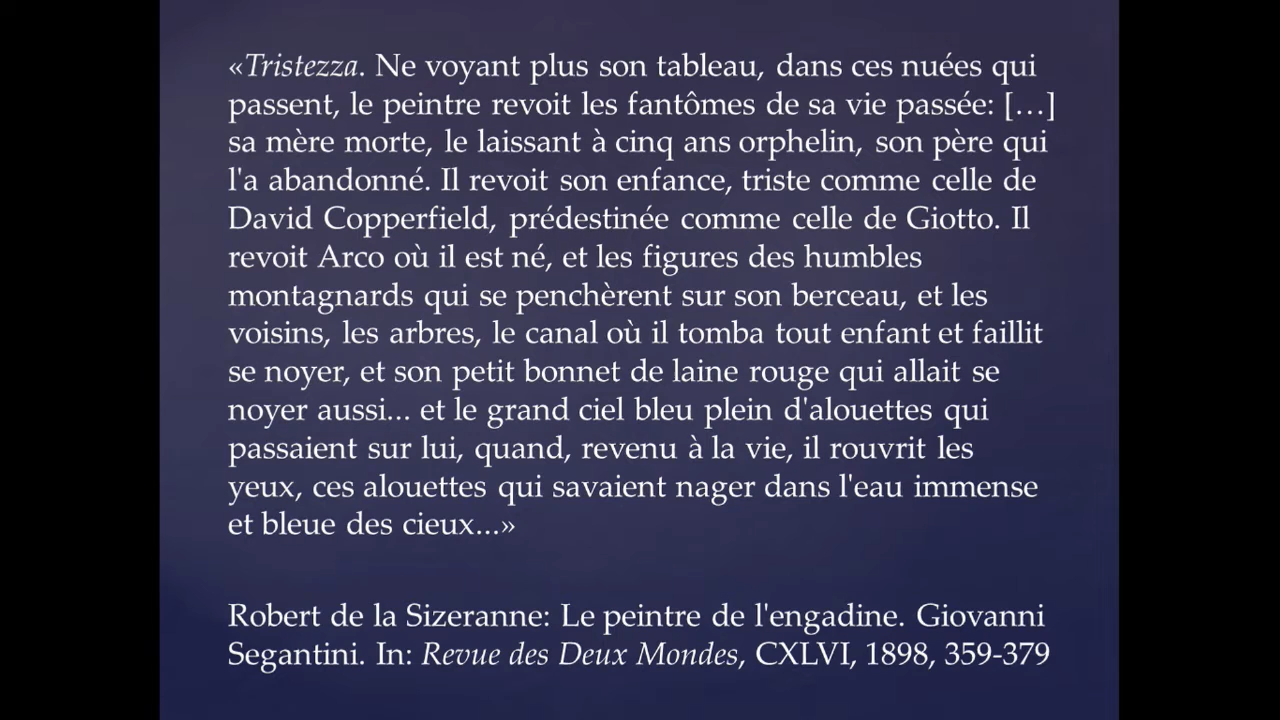 «Tristezza. Ne voyant plus son tableau, dans ces nuées qui
passent, le peintre revoit les fantômes de sa vie passée: […]
sa mère morte, le laissant à cinq ans orphelin, son père qui
l'a abandonné. Il revoit son enfance, triste comme celle de
David Copperfield, prédestinée comme celle de Giotto. Il
revoit Arco où il est né, et les figures des humbles
montagnards qui se penchèrent sur son berceau, et les
voisins, les arbres, le canal où il tomba tout enfant et faillit
se noyer, et son petit bonnet de laine rouge qui allait se
noyer aussi... et le grand ciel bleu plein d'alouettes qui
passaient sur lui, quand, revenu à la vie, il rouvrit les
yeux, ces alouettes qui savaient nager dans l'eau immense
et bleue des cieux...»
Robert de la Sizeranne: Le peintre de l'engadine. Giovanni
Segantini. In: Revue des Deux Mondes, CXLVI, 1898, 359-379